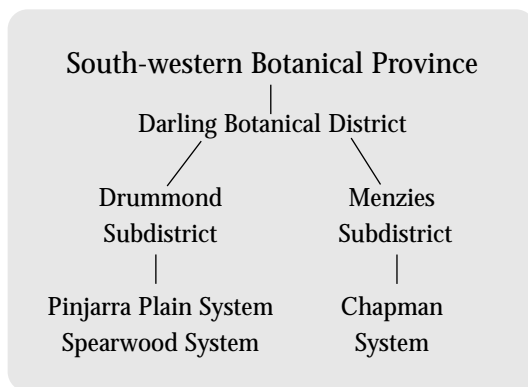 South-western Botanical Province
Darling Botanical District
Drummond
Subdistrict
Menzies
Subdistrict
Pinjarra Plain System
Spearwood System
Chapman
System